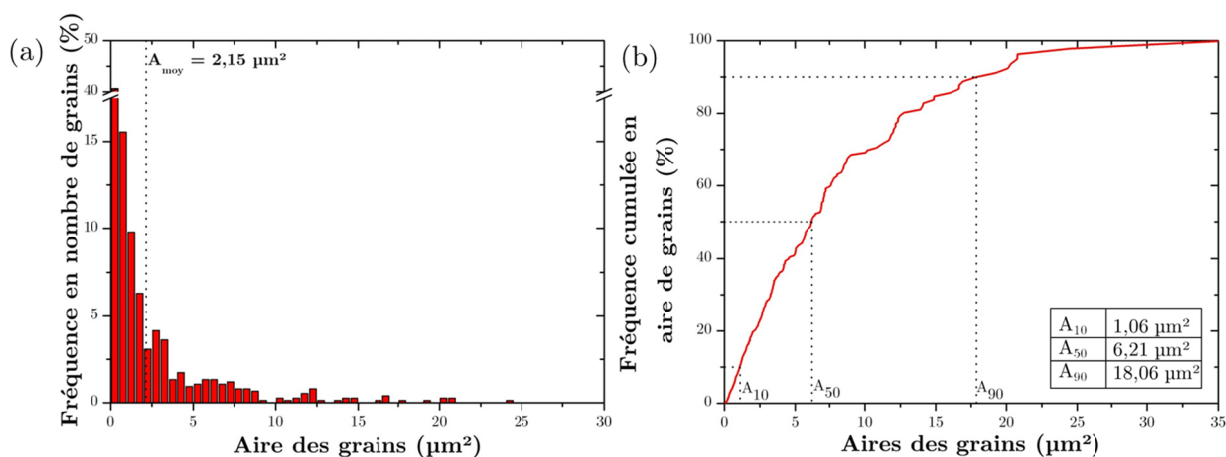 (a)
Fréquence en nombre de grains (%)
50
40
15
10
5
0
A moy = 2,15 µm²
0 5 10 15 20 25 30
Aire des grains (µm²)
(b)
Fréquence cumulée en
aire de grains (%)
100
80
60
40
20
0
A10 A50 A90
A10 1,06 µm²
A50 6,21 µm²
A90 18,06 µm²
0 5 10 15 20 25 30 35
Aires des grains (µm²)